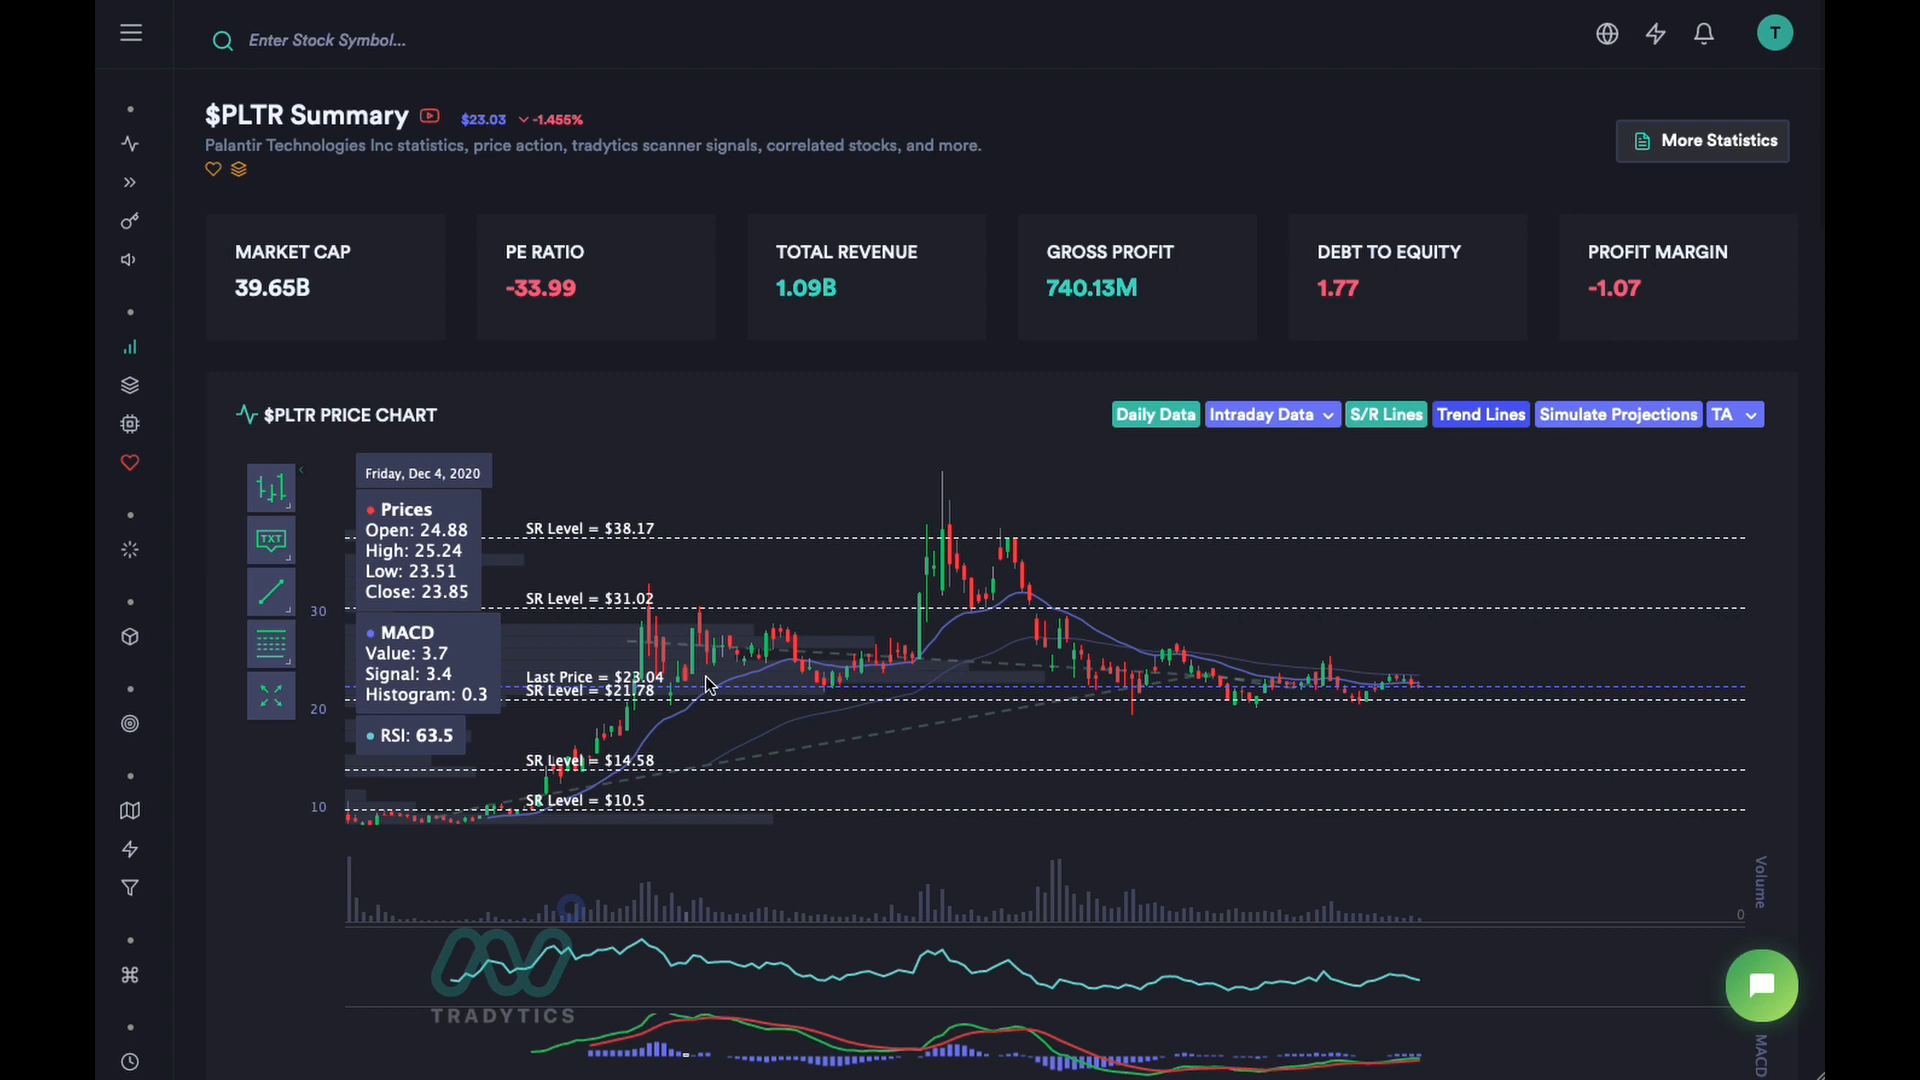 Enter Stock Symbol...
T
$PLTR Summary $23.03 -1.455%
Palantir Technologies Inc statistics, price action, tradytics scanner signals, correlated stocks, and more.
More Statistics
MARKET CAP
39.65B
PE RATIO
-33.99
TOTAL REVENUE
1.09B
GROSS PROFIT
740.13M
DEBT TO EQUITY
1.77
PROFIT MARGIN
-1.07
$PLTR PRICE CHART
Daily Data
Intraday Data
S/R Lines
Trend Lines
Simulate Projections
TA
TXT
Friday, Dec 4, 2020
Prices
Open: 24.88
High: 25.24
Low: 23.51
Close: 23.85
MACD
Value: 3.7
Signal: 3.4
Histogram: 0.3
RSI: 63.5
30
20
10
SR Level = $38.17
SR Level = $31.02
Last Price = $23.04
SR Level = $21.78
SR Level = $14.58
SR Level = $10.5
Volume
0
TRADYTICS
MACD